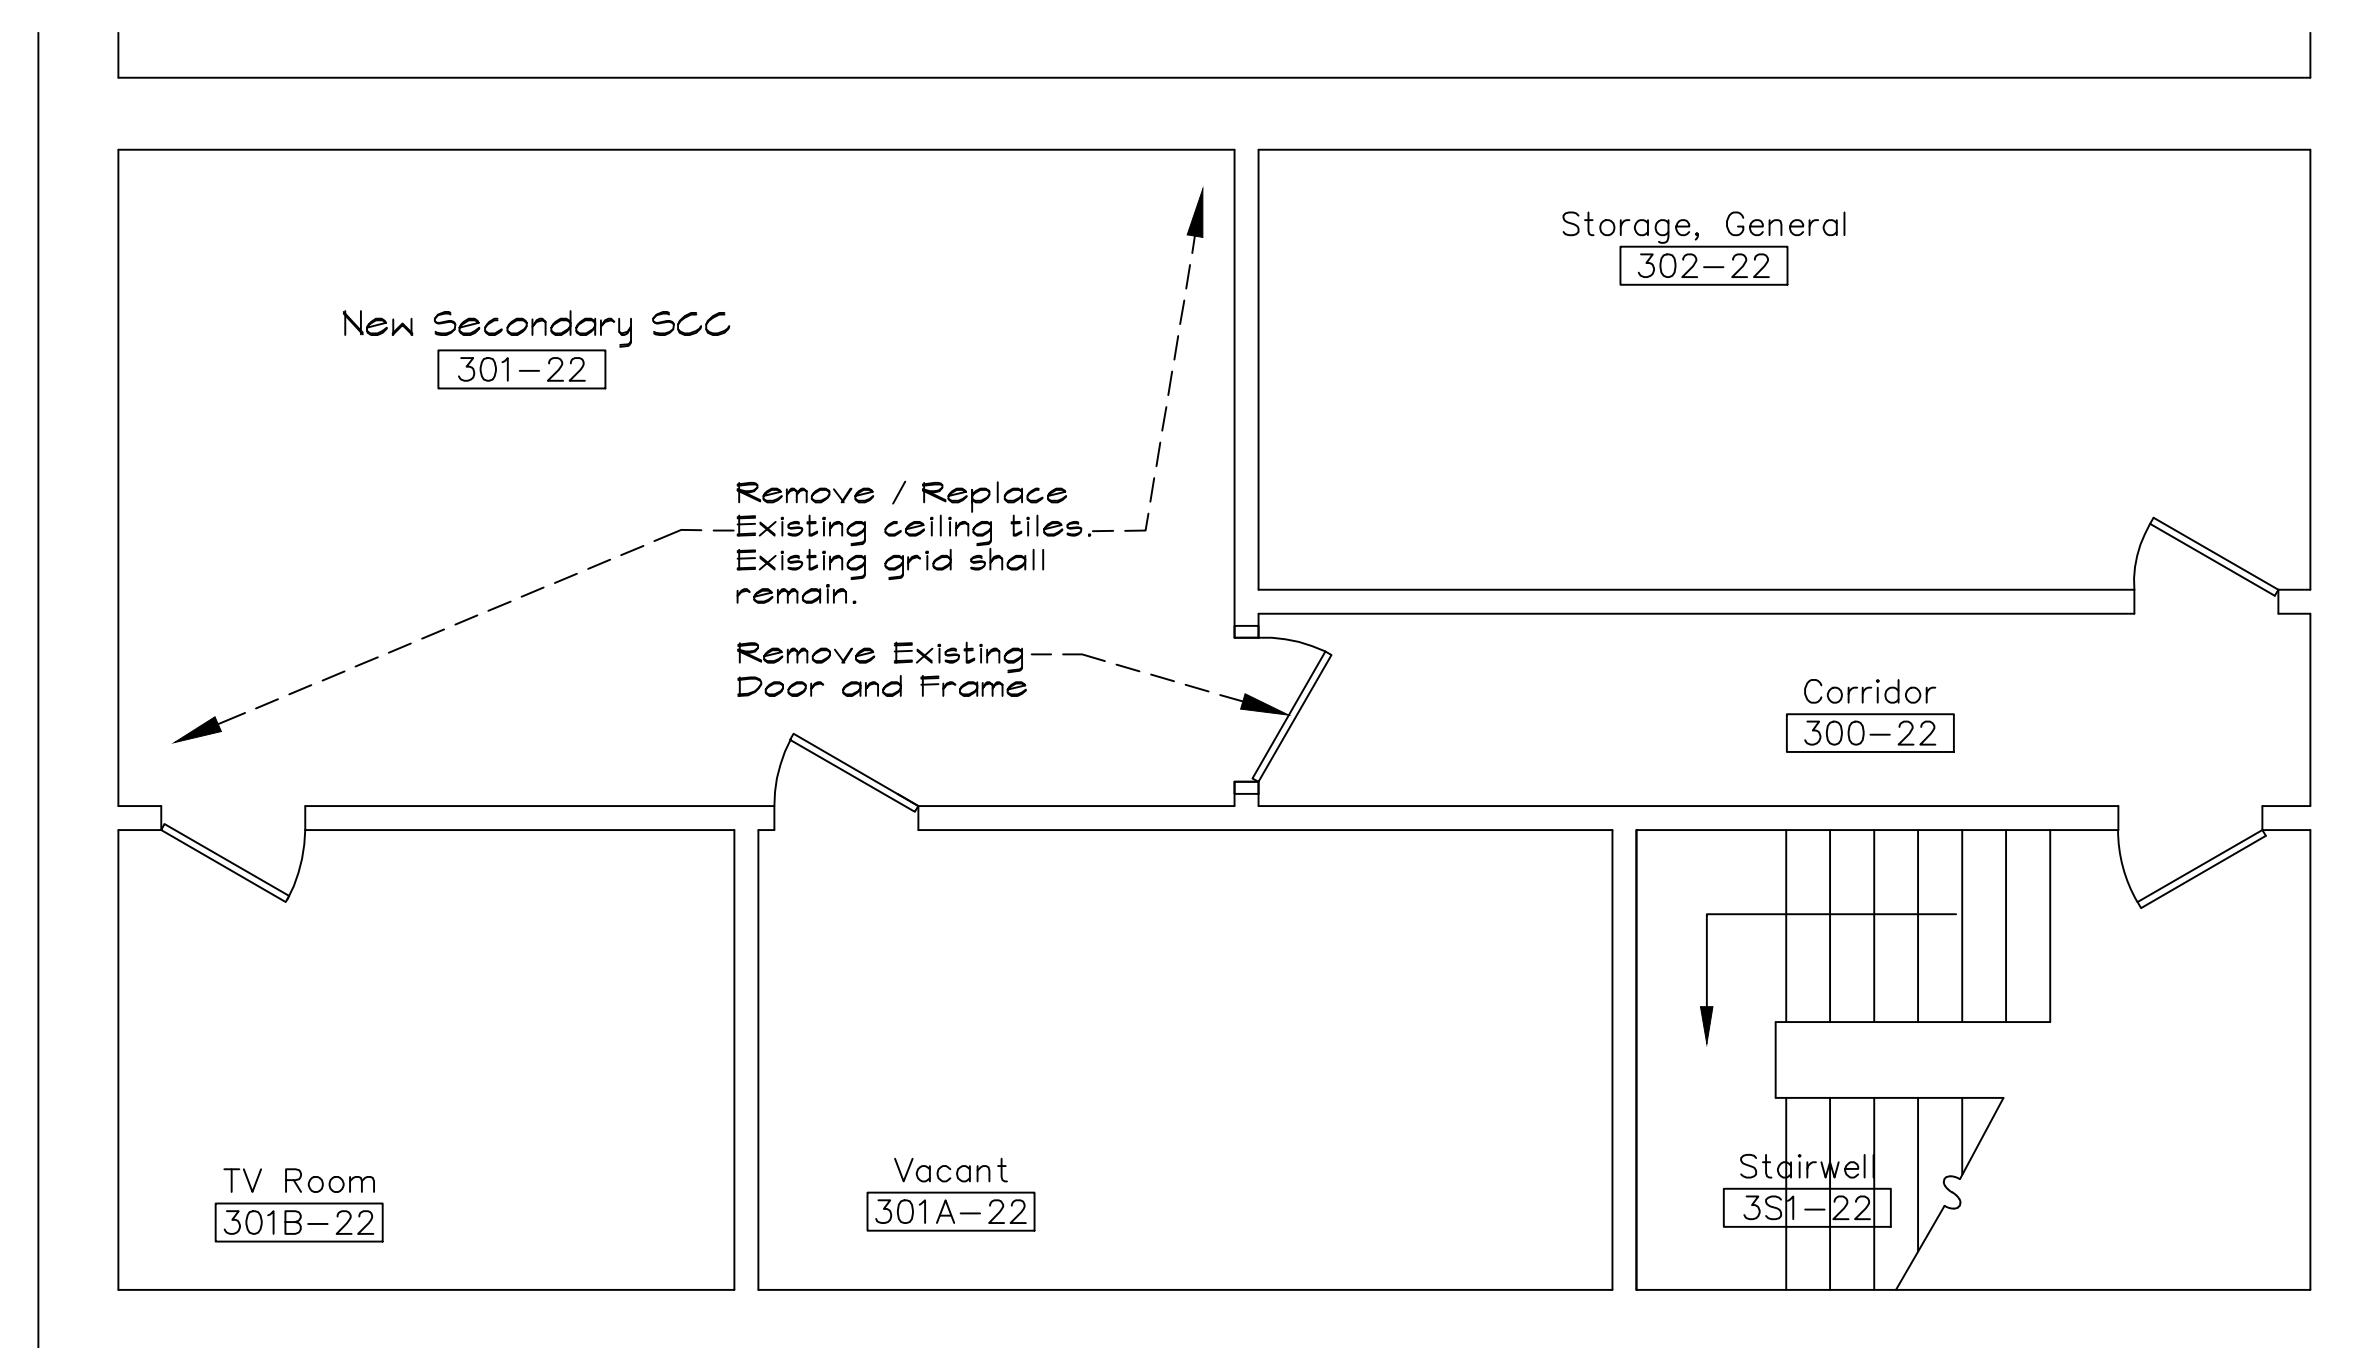 Storage, General
302-22
New Secondary SCC
301-22
Remove / Replace
Existing ceiling tiles.
Existing grid shall
remain.
Remove Existing
Door and Frame
Corridor
300-22
TV Room
301B-22
Vacant
301A-22
Stairwell
3S1-22